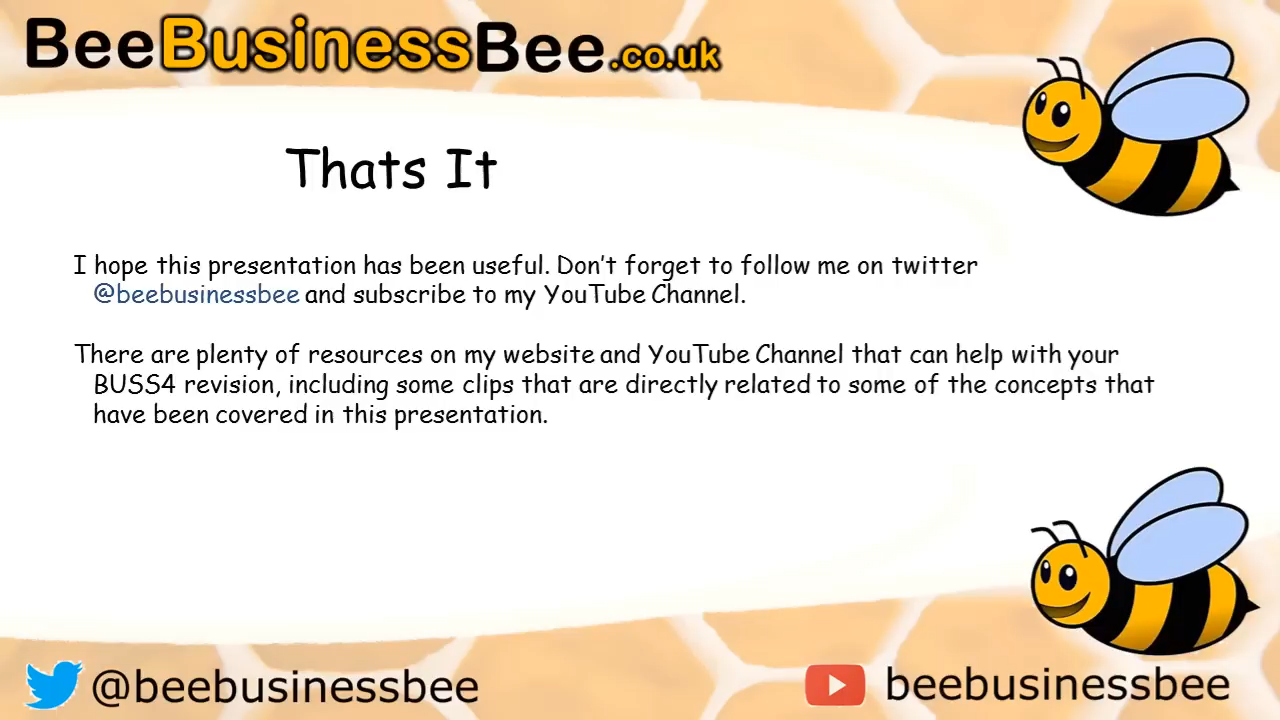 BeeBusinessBee.co.uk
Thats It
I hope this presentation has been useful. Don’t forget to follow me on twitter
@beebusinessbee and subscribe to my YouTube Channel.
There are plenty of resources on my website and YouTube Channel that can help with your
BUSS4 revision, including some clips that are directly related to some of the concepts that
have been covered in this presentation.
@beebusinessbee
beebusinessbee